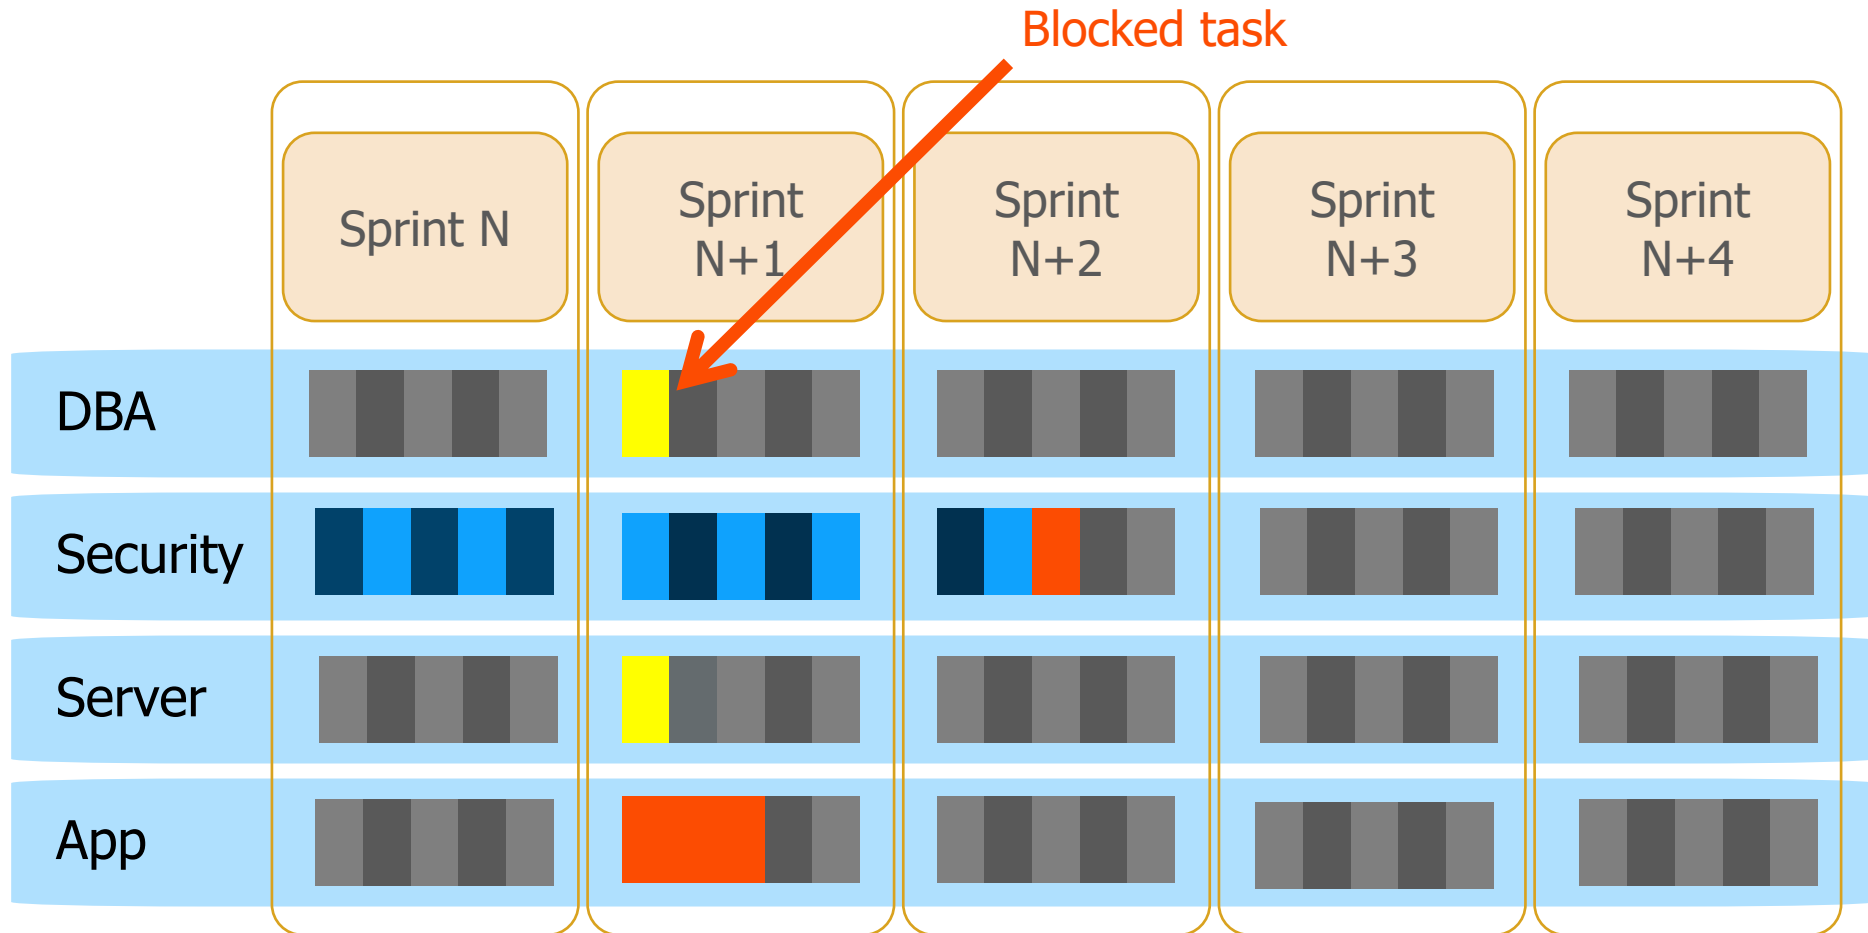 Blocked task
Sprint N
Sprint
N+1
Sprint
N+2
Sprint
N+3
Sprint
N+4
DBA
Security
Server
App